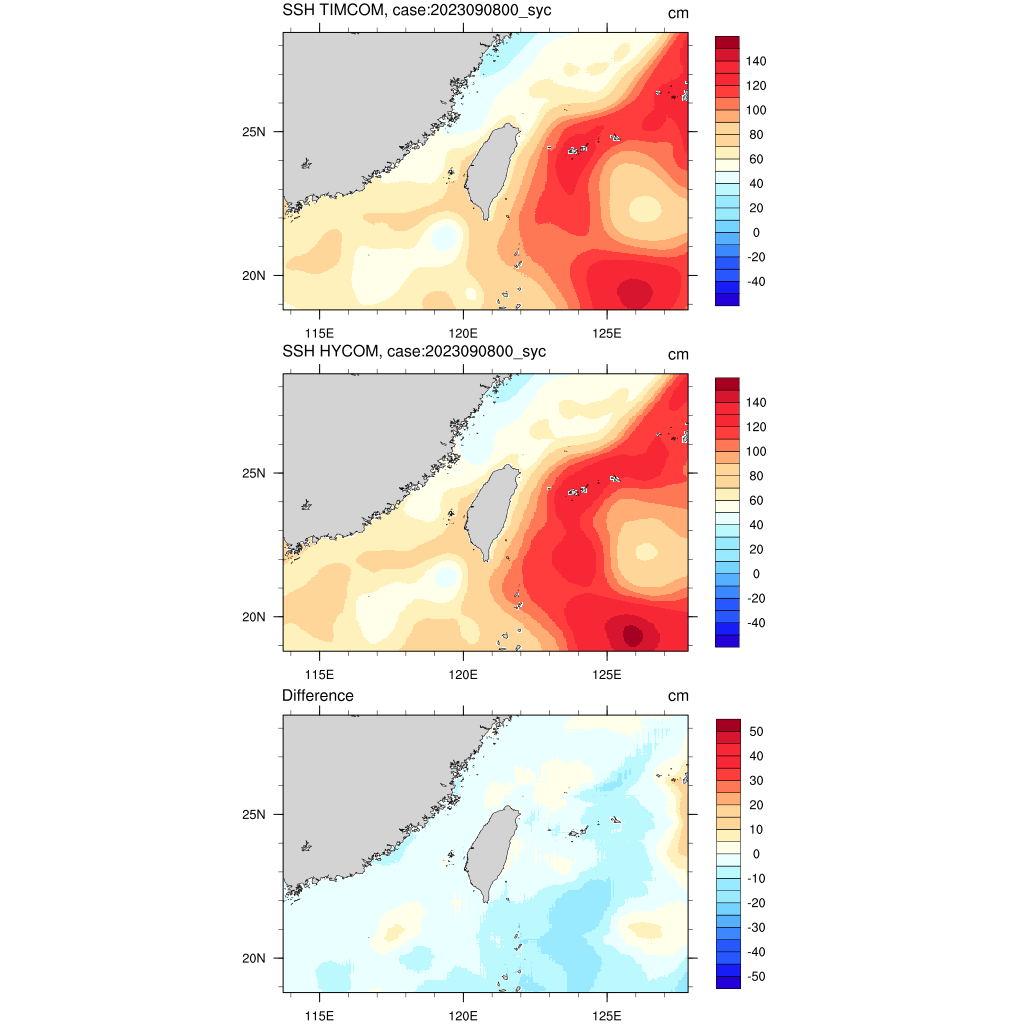 SSH TIMCOM, case:2023090800_syc cm
140
120
100
25N 80
60
40
20
0
20N -20
-40
115E 120E 125E
SSH HYCOM, case:2023090800_syc cm
140
120
100
25N 80
60
40
20
0
20N -20
-40
115E 120E 125E
Difference cm
50
40
30
25N 20
10
0
-10
-20
-30
20N -40
-50
115E 120E 125E